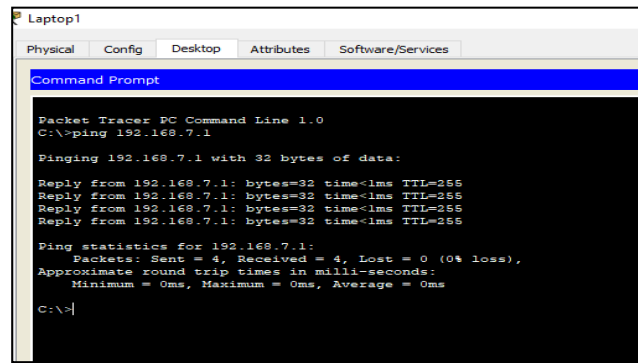 Laptop1
Physical Config Desktop Attributes Software/Services
Command Prompt
Packet Tracer PC Command Line 1.0
C:\>ping 192.168.7.1
Pinging 192.168.7.1 with 32 bytes of data:
Reply from 192.168.7.1: bytes=32 time<1ms TTL=255
Reply from 192.168.7.1: bytes=32 time<1ms TTL=255
Reply from 192.168.7.1: bytes=32 time<1ms TTL=255
Reply from 192.168.7.1: bytes=32 time<1ms TTL=255
Ping statistics for 192.168.7.1:
Packets: Sent = 4, Received = 4, Lost = 0 (0% loss),
Approximate round trip times in milli-seconds:
Minimum = 0ms, Maximum = 0ms, Average = 0ms
C:\>